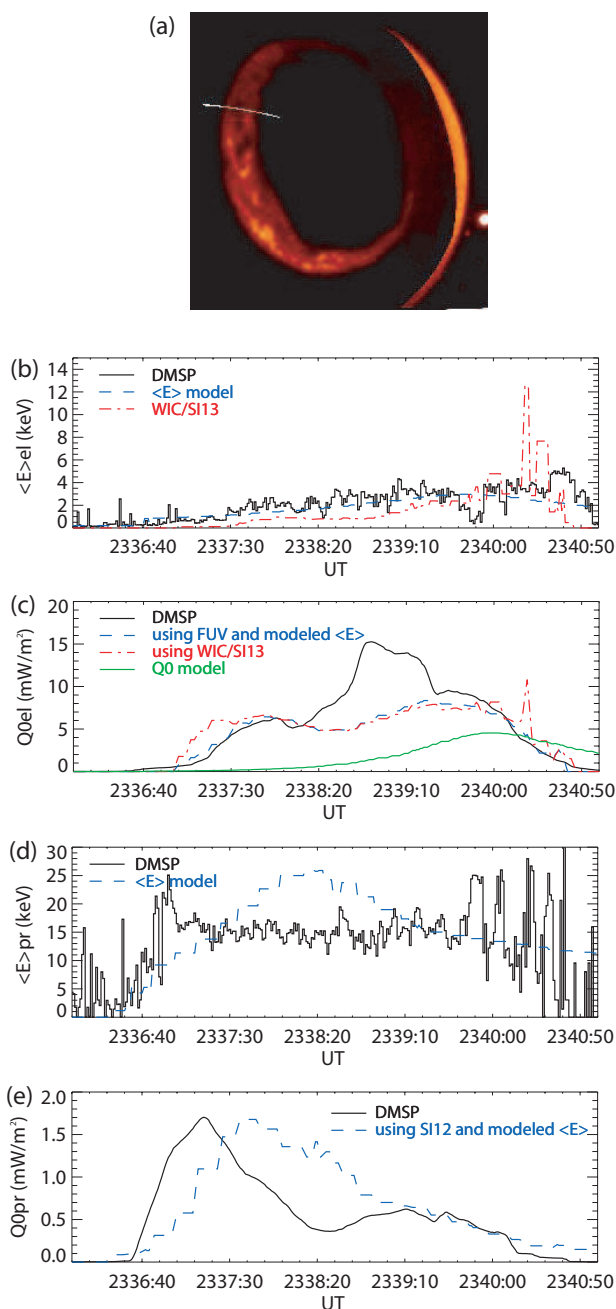 (a)
(b)
14
12
10
8
6
4
2
0
<E>el (keV)
DMSP
<E> model
WIC/SI13
2336:40 2337:30 2338:20 2339:10 2340:00 2340:50
UT
(c)
20
15
10
5
0
Q0el (mW/m²)
DMSP
using FUV and modeled <E>
using WIC/SI13
Q0 model
2336:40 2337:30 2338:20 2339:10 2340:00 2340:50
UT
(d)
30
25
20
15
10
5
0
<E>pr (keV)
DMSP
<E> model
2336:40 2337:30 2338:20 2339:10 2340:00 2340:50
UT
(e)
2.0
1.5
1.0
0.5
0.0
Q0pr (mW/m²)
DMSP
using SI12 and modeled <E>
2336:40 2337:30 2338:20 2339:10 2340:00 2340:50
UT